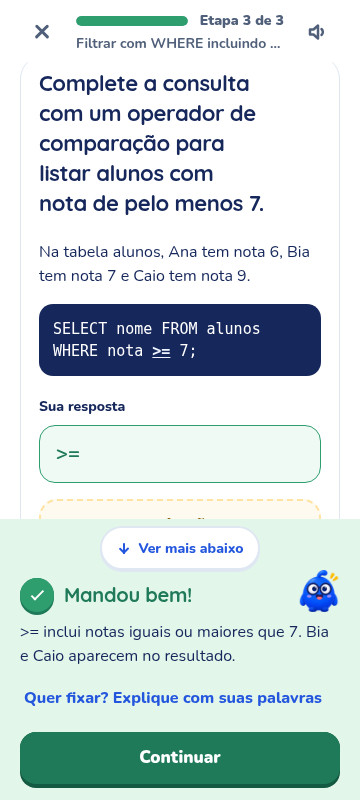 Etapa 3 de 3
Filtrar com WHERE incluindo ...
Complete a consulta
com um operador de
comparação para
listar alunos com
nota de pelo menos 7.
Na tabela alunos, Ana tem nota 6, Bia
tem nota 7 e Caio tem nota 9.
SELECT nome FROM alunos
WHERE nota >= 7;
Sua resposta
>=
Ver mais abaixo
Mandou bem!
>= inclui notas iguais ou maiores que 7. Bia
e Caio aparecem no resultado.
Quer fixar? Explique com suas palavras
Continuar